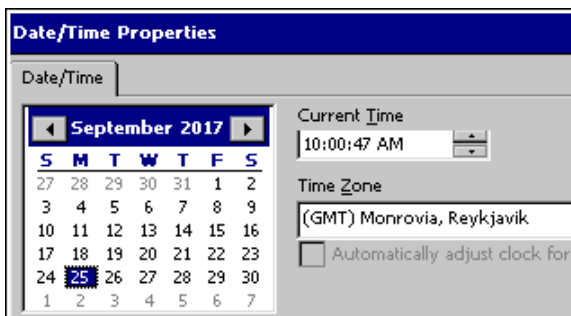 Date/Time Properties
Date/Time
September 2017
S M T W T F S
27 28 29 30 31 1 2
3 4 5 6 7 8 9
10 11 12 13 14 15 16
17 18 19 20 21 22 23
24 25 26 27 28 29 30
1 2 3 4 5 6 7
Current Time
10:00:47 AM
Time Zone
(GMT) Monrovia, Reykjavik
Automatically adjust clock for